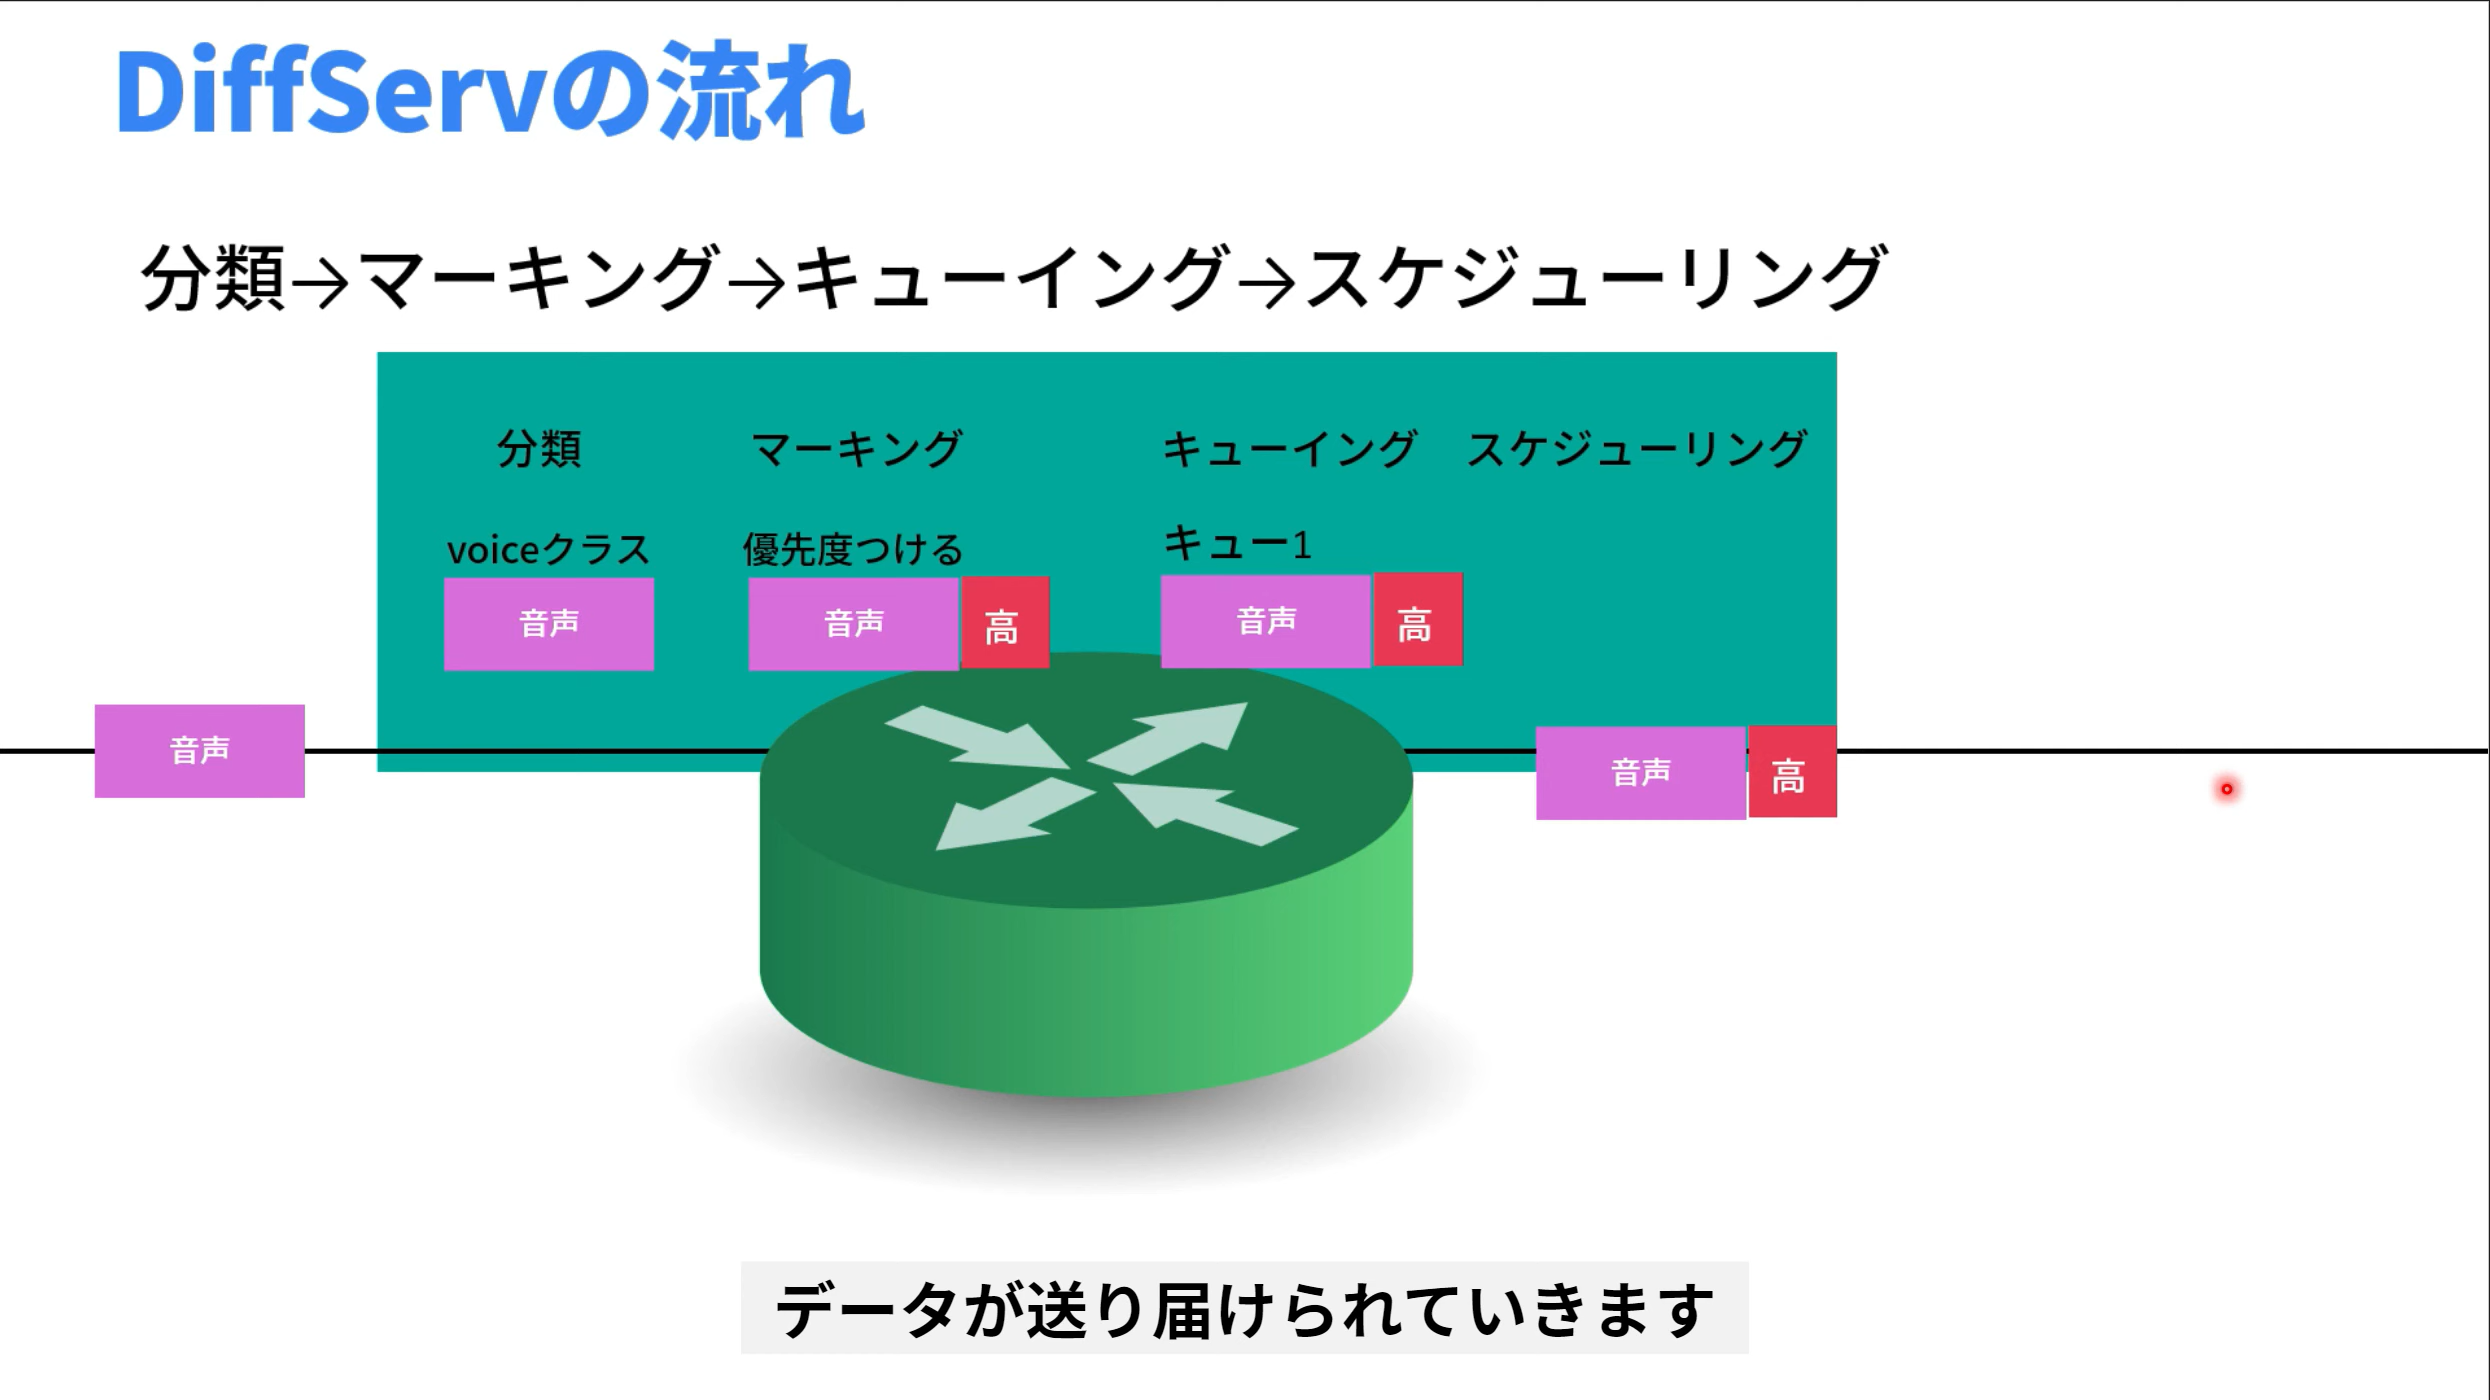 DiffServの流れ
分類→マーキング→キューイング→スケジューリング
分類 マーキング キューイング スケジューリング
voiceクラス 優先度つける キュー1
音声 音声 高 音声 高
音声 音声 高
データが送り届けられていきます